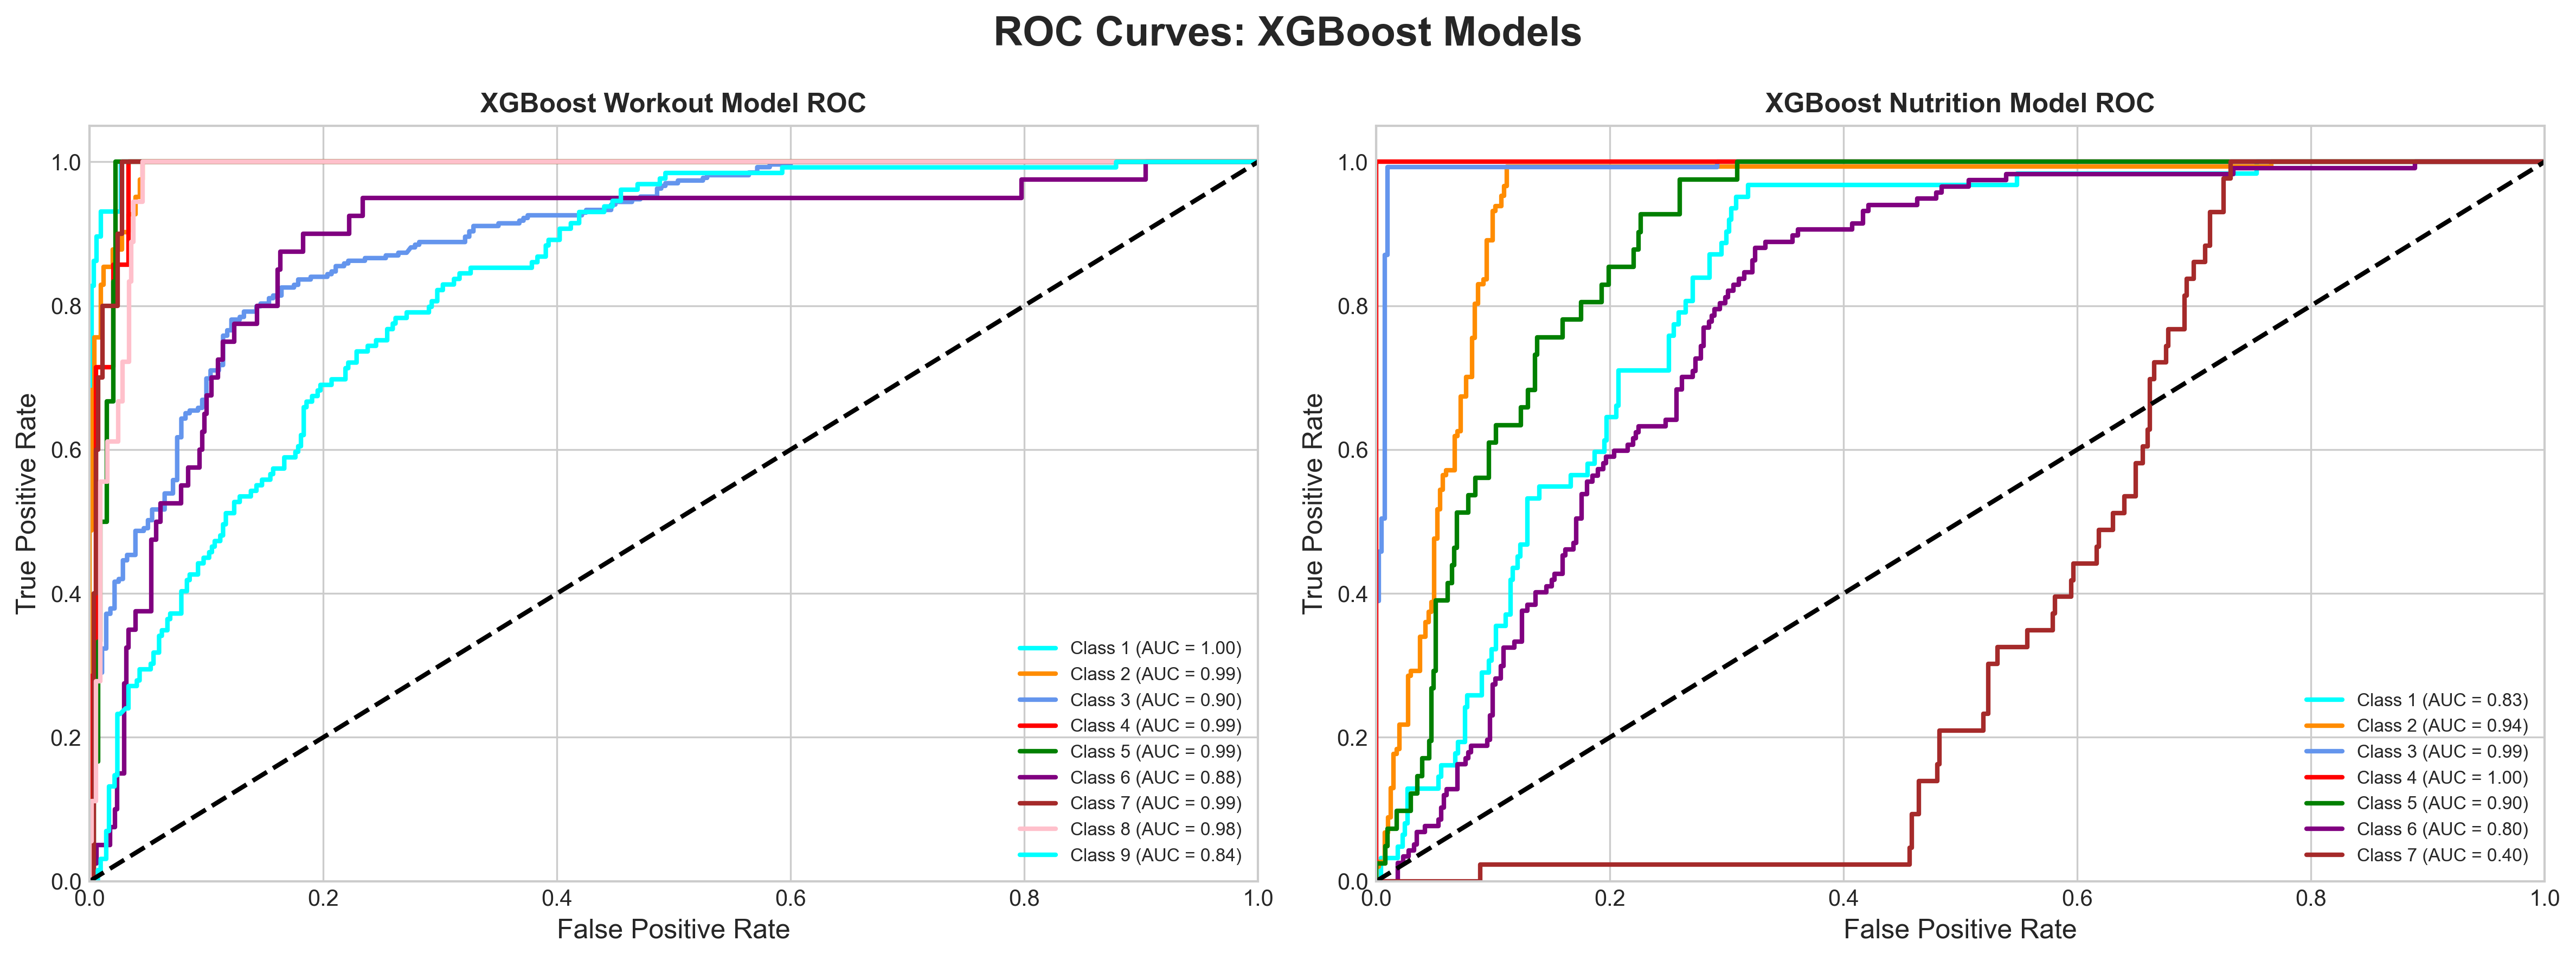 ROC Curves: XGBoost Models
XGBoost Workout Model ROC
True Positive Rate
1.0
0.8
0.6
0.4
0.2
0.0
0.0 0.2 0.4 0.6 0.8 1.0
False Positive Rate
Class 1 (AUC = 1.00)
Class 2 (AUC = 0.99)
Class 3 (AUC = 0.90)
Class 4 (AUC = 0.99)
Class 5 (AUC = 0.99)
Class 6 (AUC = 0.88)
Class 7 (AUC = 0.99)
Class 8 (AUC = 0.98)
Class 9 (AUC = 0.84)
XGBoost Nutrition Model ROC
True Positive Rate
1.0
0.8
0.6
0.4
0.2
0.0
0.0 0.2 0.4 0.6 0.8 1.0
False Positive Rate
Class 1 (AUC = 0.83)
Class 2 (AUC = 0.94)
Class 3 (AUC = 0.99)
Class 4 (AUC = 1.00)
Class 5 (AUC = 0.90)
Class 6 (AUC = 0.80)
Class 7 (AUC = 0.40)